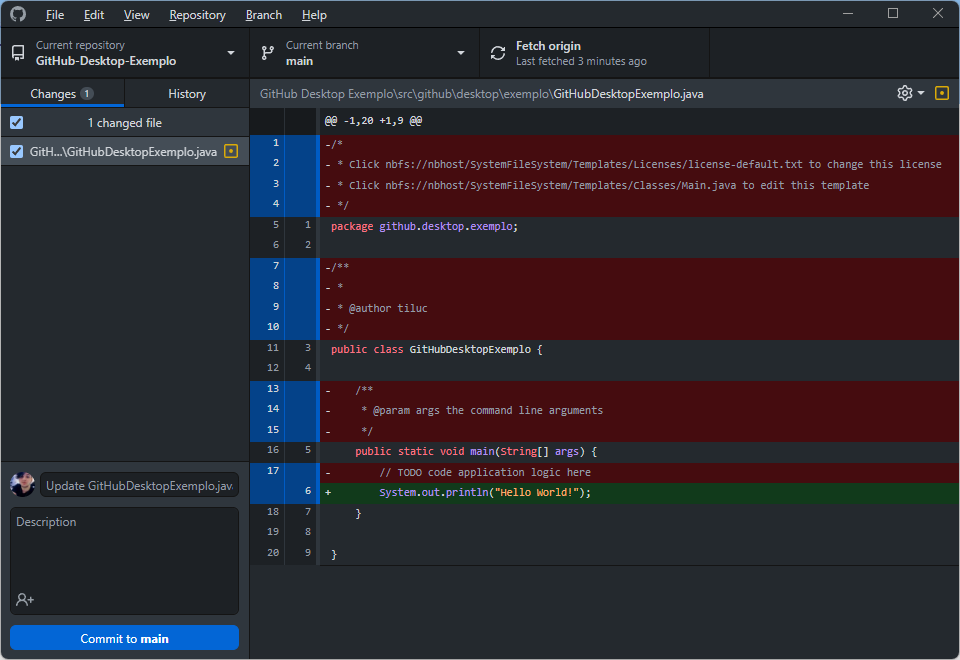 File Edit View Repository Branch Help
Current repository
GitHub-Desktop-Exemplo
Current branch
main
Fetch origin
Last fetched 3 minutes ago
Changes 1 History
GitHub Desktop Exemplo\src\github\desktop\exemplo\GitHubDesktopExemplo.java
1 changed file
GitH...\GitHubDesktopExemplo.java
@@ -1,20 +1,9 @@
1 -/*
2 - * Click nbfs://nbhost/SystemFileSystem/Templates/Licenses/license-default.txt to change this license
3 - * Click nbfs://nbhost/SystemFileSystem/Templates/Classes/Main.java to edit this template
4 - */
5 1 package github.desktop.exemplo;
6 2
7 -/**
8 - *
9 - * @author tiluc
10 - */
11 3 public class GitHubDesktopExemplo {
12 4
13 - /**
14 - * @param args the command line arguments
15 - */
16 5 public static void main(String[] args) {
17 - // TODO code application logic here
6 + System.out.println("Hello World!");
18 7 }
19 8
20 9 }
Update GitHubDesktopExemplo.jav
Description
Commit to main